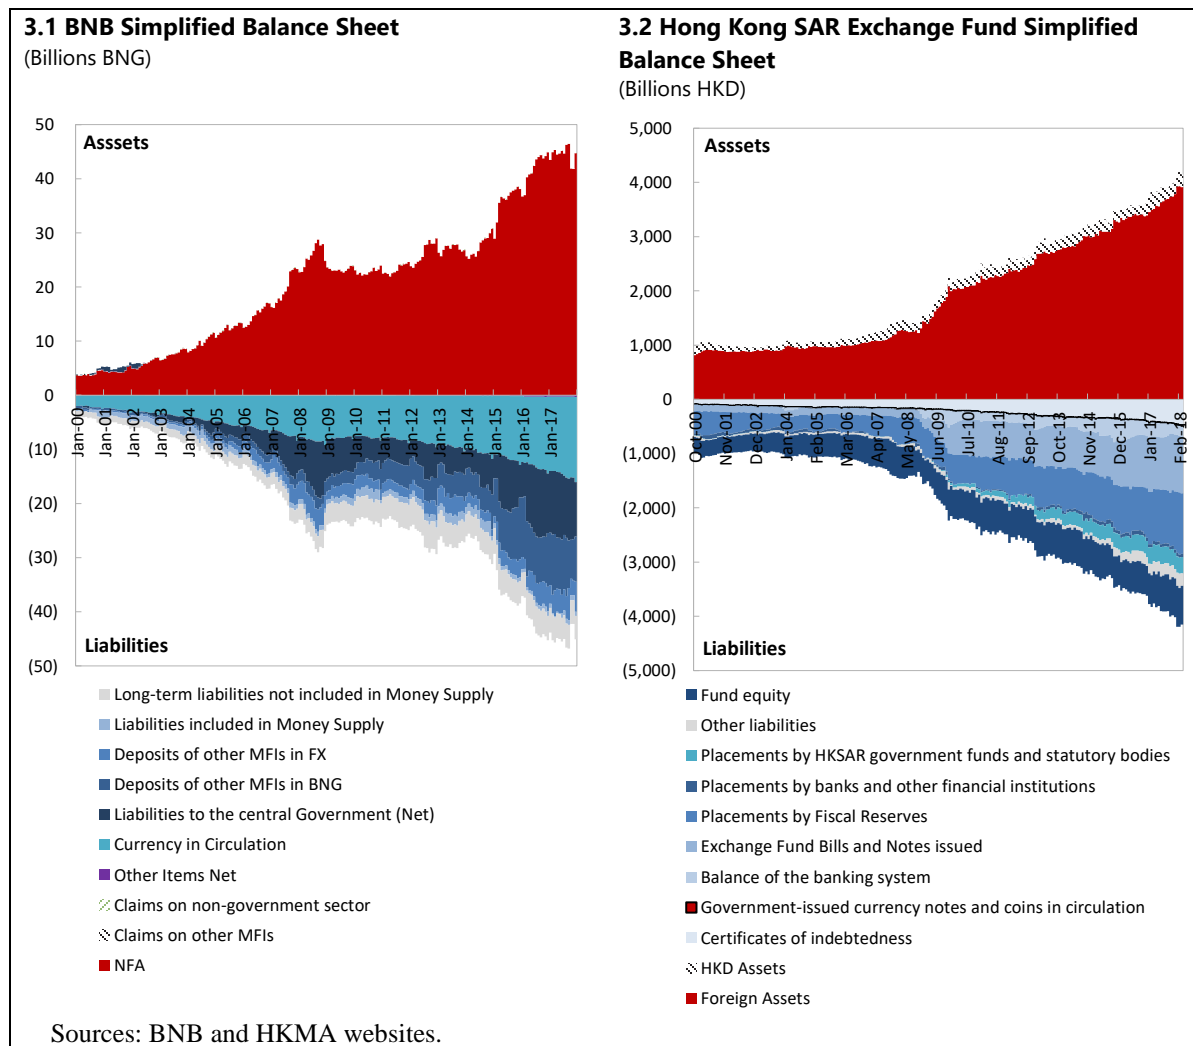 3.1 BNB Simplified Balance Sheet
(Billions BNG)
50
Asssets
40
30
20
10
0
(10)
(20)
(30)
(40)
(50)
Liabilities
Jan-00
Jan-01
Jan-02
Jan-03
Jan-04
Jan-05
Jan-06
Jan-07
Jan-08
Jan-09
Jan-10
Jan-11
Jan-12
Jan-13
Jan-14
Jan-15
Jan-16
Jan-17
Long-term liabilities not included in Money Supply
Liabilities included in Money Supply
Deposits of other MFIs in FX
Deposits of other MFIs in BNG
Liabilities to the central Government (Net)
Currency in Circulation
Other Items Net
Claims on non-government sector
Claims on other MFIs
NFA
3.2 Hong Kong SAR Exchange Fund Simplified
Balance Sheet
(Billions HKD)
5,000
Asssets
4,000
3,000
2,000
1,000
0
(1,000)
(2,000)
(3,000)
(4,000)
(5,000)
Liabilities
Oct-00
Nov-01
Dec-02
Jan-04
Feb-05
Mar-06
Apr-07
May-08
Jun-09
Jul-10
Aug-11
Sep-12
Oct-13
Nov-14
Dec-15
Jan-17
Feb-18
Fund equity
Other liabilities
Placements by HKSAR government funds and statutory bodies
Placements by banks and other financial institutions
Placements by Fiscal Reserves
Exchange Fund Bills and Notes issued
Balance of the banking system
Government-issued currency notes and coins in circulation
Certificates of indebtedness
HKD Assets
Foreign Assets
Sources: BNB and HKMA websites.